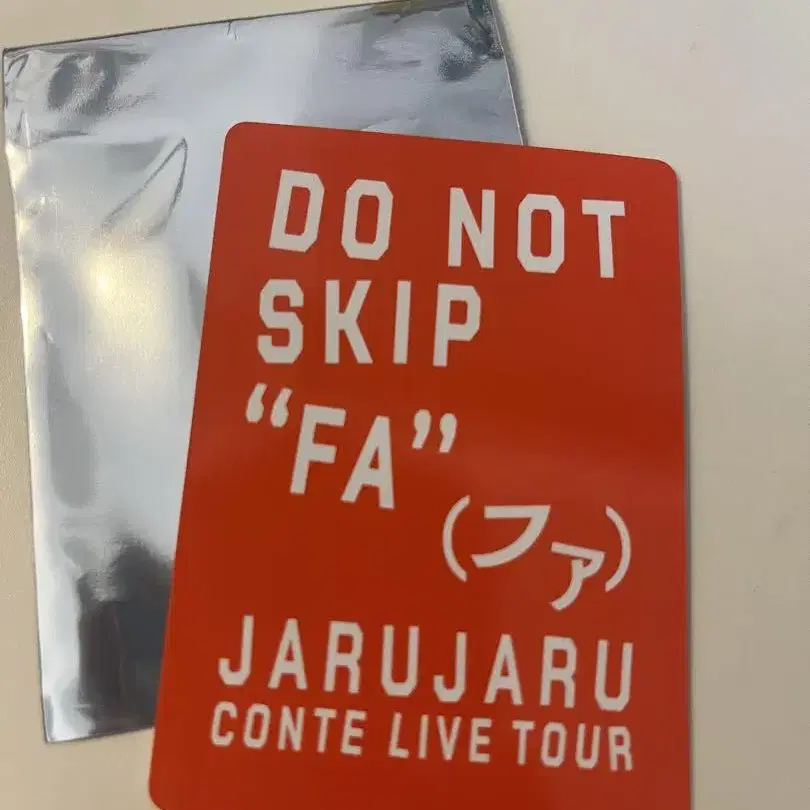 DO NOT
SKIP
“FA”
(ファ)
JARUJARU
CONTE LIVE TOUR